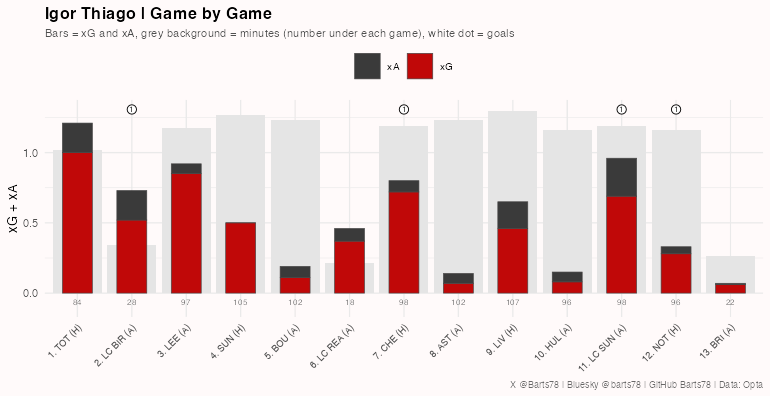 Igor Thiago | Game by Game
Bars = xG and xA, grey background = minutes (number under each game), white dot = goals
xA xG
1 1 1 1
xG + xA
1.0
0.5
0.0
84 28 97 105 102 18 98 102 107 96 98 96 22
1. TOT (H)
2. LC BIR (A)
3. LEE (A)
4. SUN (H)
5. BOU (A)
6. LC REA (A)
7. CHE (H)
8. AST (A)
9. LIV (H)
10. HUL (A)
11. LC SUN (A)
12. NOT (H)
13. BRI (A)
X @Barts78 | Bluesky @barts78 | GitHub Barts78 | Data: Opta